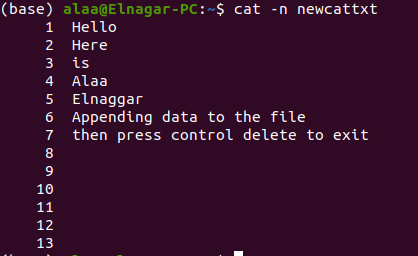 (base) alaa@Elnagar-PC:~$ cat -n newcattxt
1 Hello
2 Here
3 is
4 Alaa
5 Elnaggar
6 Appending data to the file
7 then press control delete to exit
8
9
10
11
12
13